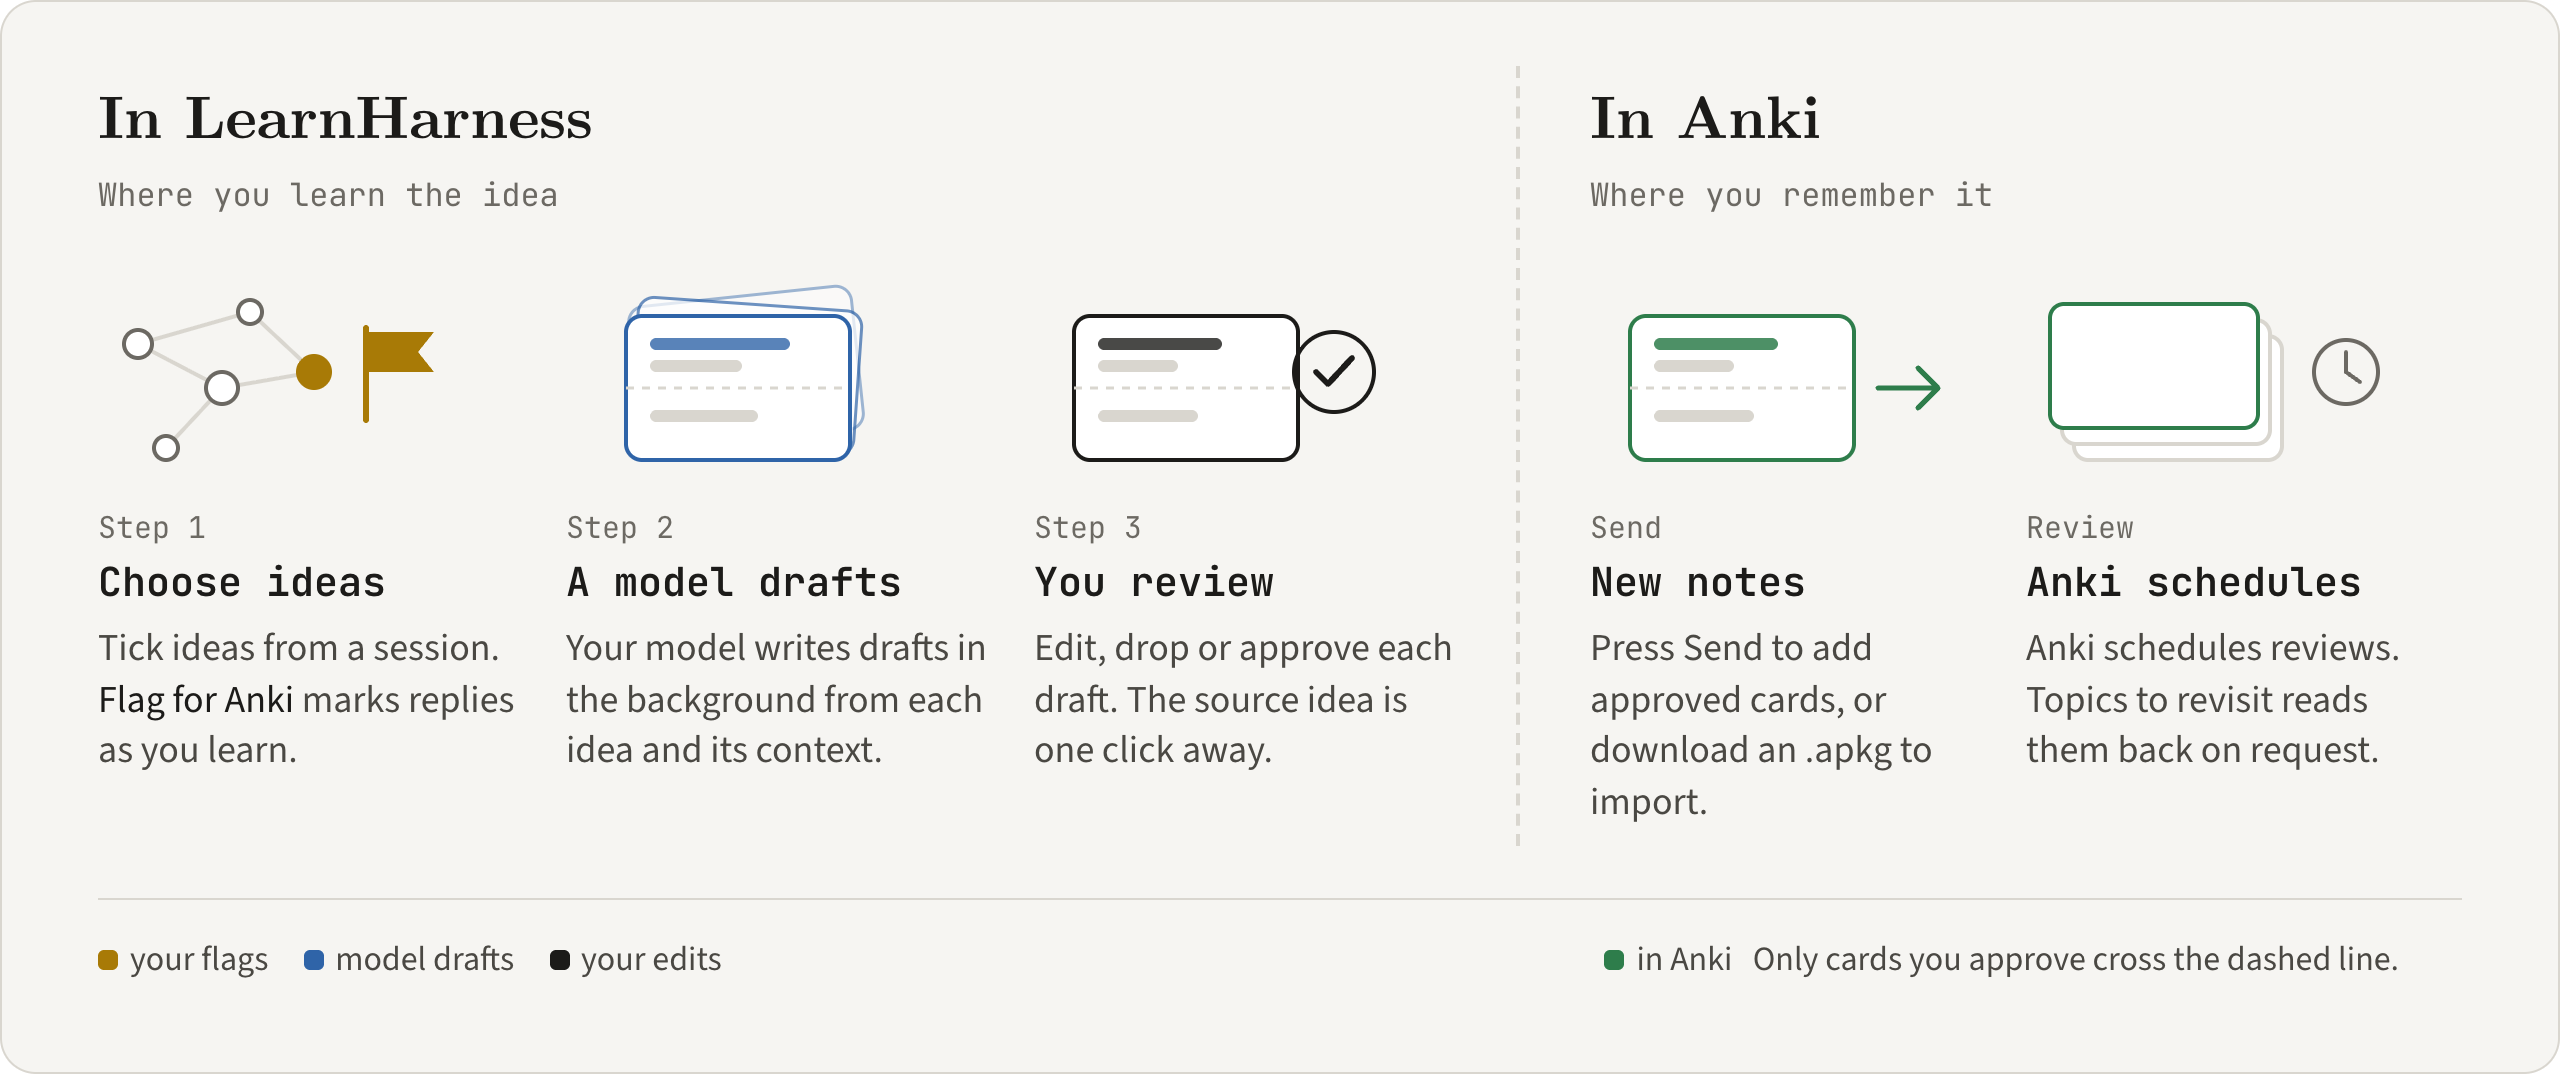 In LearnHarness
Where you learn the idea
Step 1
Choose ideas
Tick ideas from a session.
Flag for Anki marks replies
as you learn.
Step 2
A model drafts
Your model writes drafts in
the background from each
idea and its context.
Step 3
You review
Edit, drop or approve each
draft. The source idea is
one click away.
In Anki
Where you remember it
Send
New notes
Press Send to add
approved cards, or
download an .apkg to
import.
Review
Anki schedules
Anki schedules reviews.
Topics to revisit reads
them back on request.
your flags
model drafts
your edits
in Anki
Only cards you approve cross the dashed line.